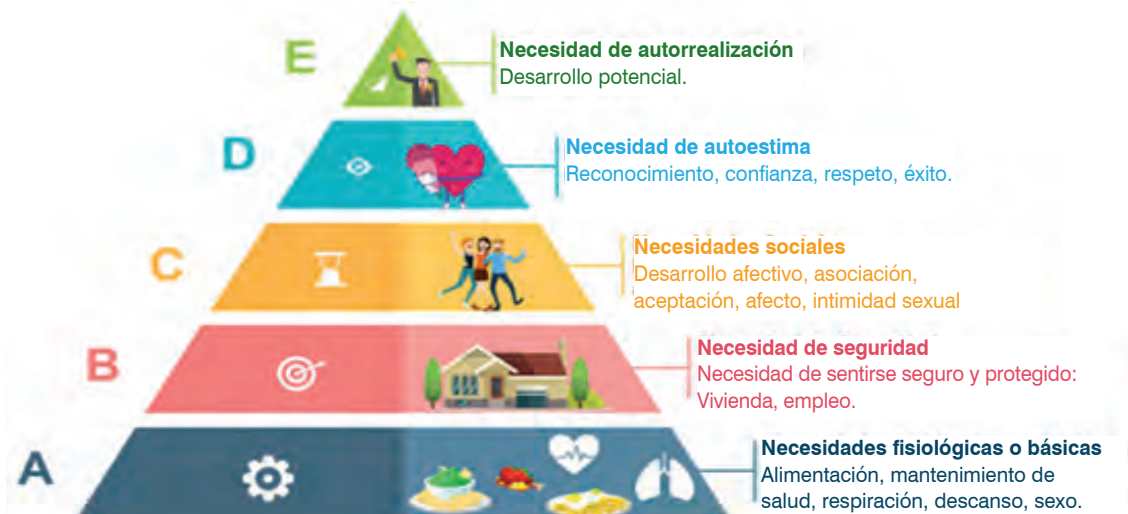 E
Necesidad de autorrealización
Desarrollo potencial.
D
Necesidad de autoestima
Reconocimiento, confianza, respeto, éxito.
C
Necesidades sociales
Desarrollo afectivo, asociación,
aceptación, afecto, intimidad sexual
B
Necesidad de seguridad
Necesidad de sentirse seguro y protegido:
Vivienda, empleo.
A
Necesidades fisiológicas o básicas
Alimentación, mantenimiento de
salud, respiración, descanso, sexo.